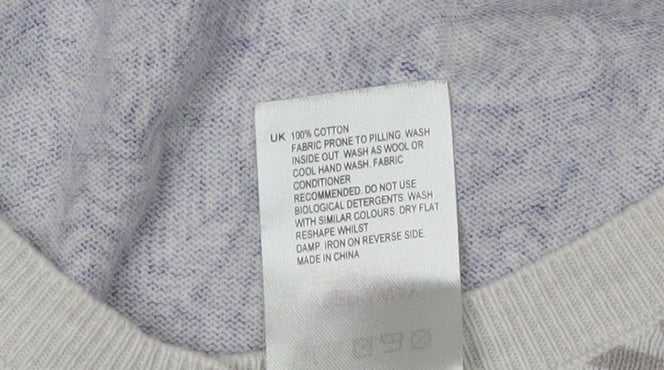 UK 100% COTTON
FABRIC PRONE TO PILLING WASH
INSIDE OUT WASH AS WOOL OR
COOL HAND WASH. FABRIC
CONDITIONER
RECOMMENDED. DO NOT USE
BIOLOGICAL DETERGENTS WASH
WITH SIMILAR COLOURS DRY FLAT
RESHAPE WHILST
DAMP IRON ON REVERSE SIDE.
MADE IN CHINA